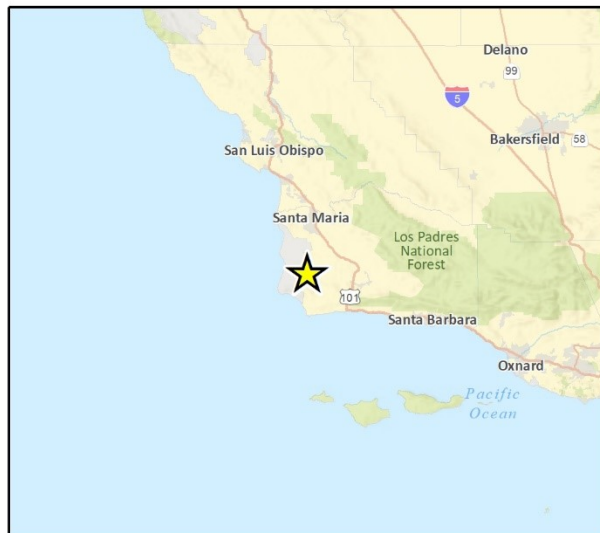 Delano
99
5
Bakersfield
58
San Luis Obispo
Santa Maria
Los Padres
National
Forest
101
Santa Barbara
Oxnard
Pacific
Ocean